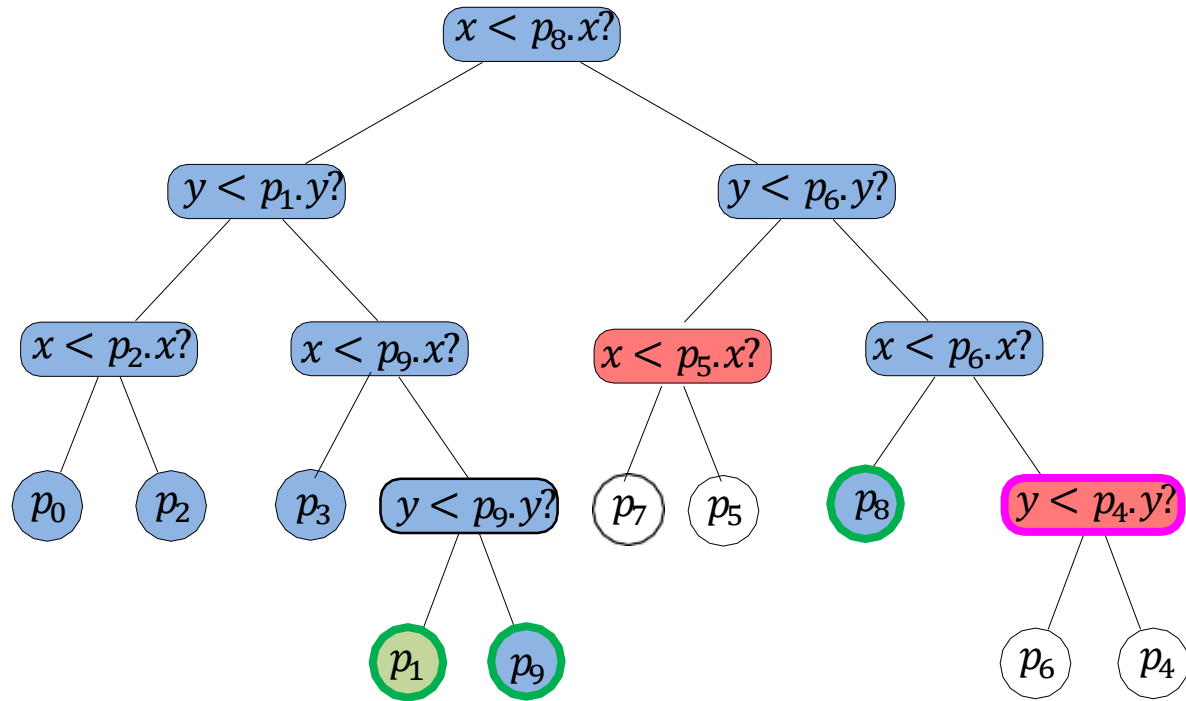 x < p₈.x?
y < p₁.y?
y < p₆.y?
x < p₂.x?
x < p₉.x?
x < p₅.x?
x < p₆.x?
p₀
p₂
p₃
y < p₉.y?
p₇
p₅
p₈
y < p₄.y?
p₁
p₉
p₆
p₄